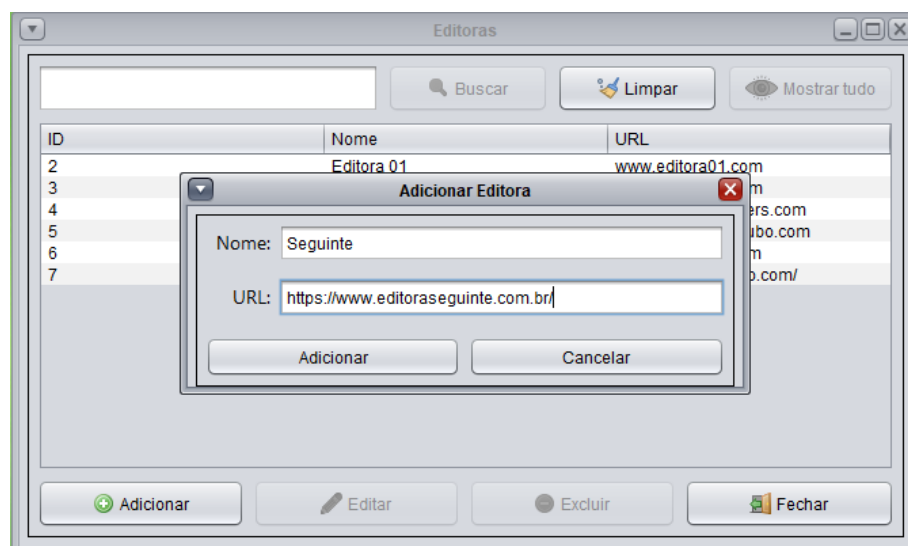 Editoras
Buscar Limpar Mostrar tudo
ID Nome URL
2 Editora 01 www.editora01.com
3
4
5
6
7
Adicionar Editora
Nome: Seguinte
URL: https://www.editoraseguinte.com.br/
Adicionar Cancelar
Adicionar Editar Excluir Fechar